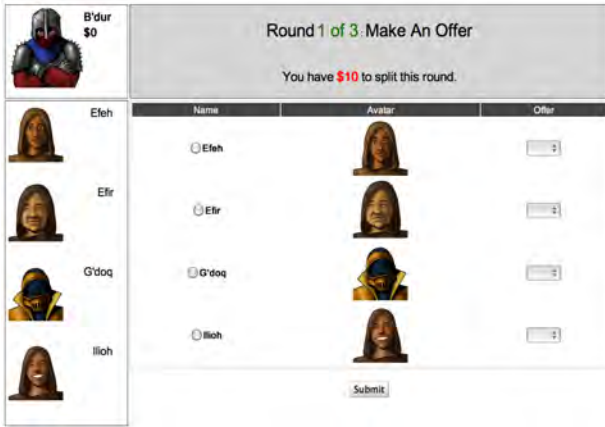 B'dur
$0
Round 1 of 3: Make An Offer
You have $10 to split this round.
Efeh
Efir
G'doq
Ilioh
Name Avatar Offer
Efeh
Efir
G'doq
Ilioh
Submit